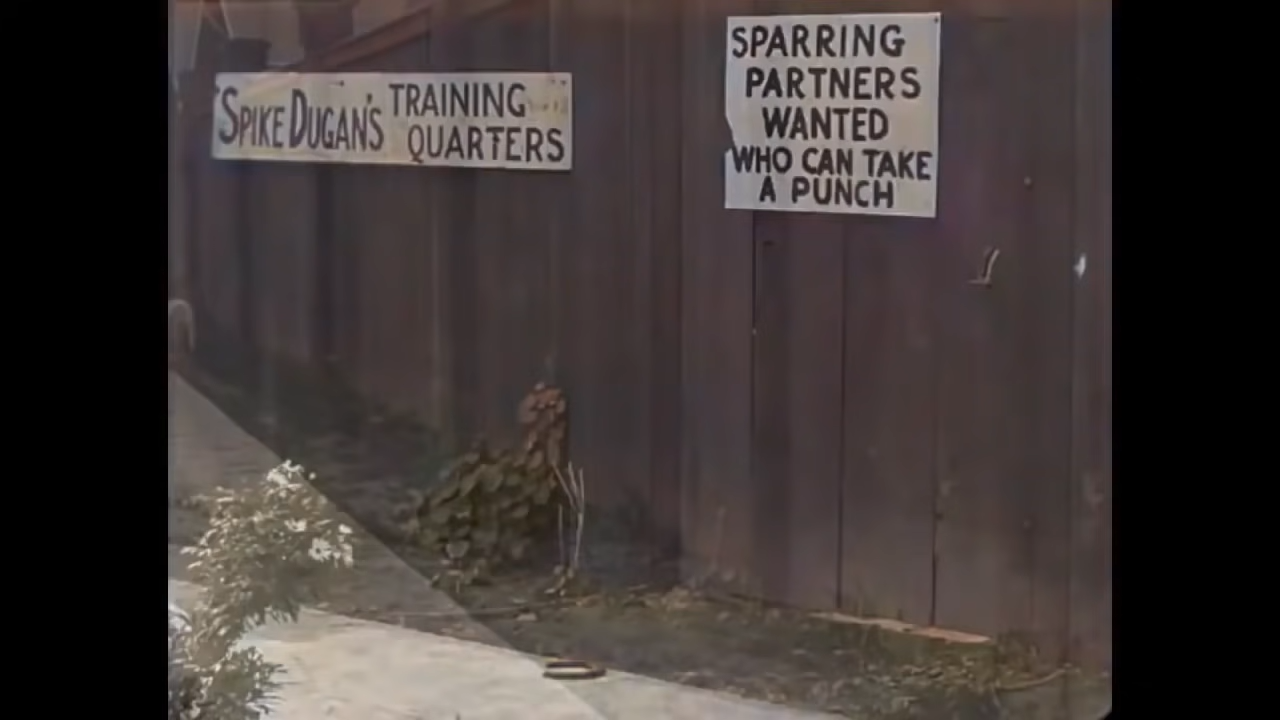 SPIKE DUGAN'S TRAINING
QUARTERS
SPARRING
PARTNERS
WANTED
WHO CAN TAKE
A PUNCH